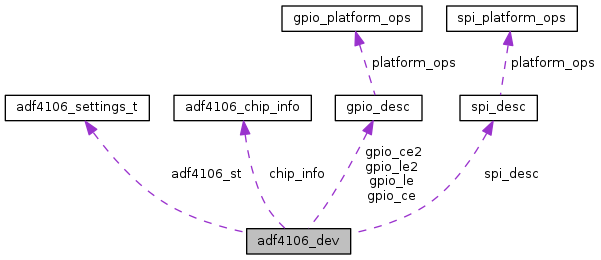 gpio_platform_ops
spi_platform_ops
platform_ops
platform_ops
adf4106_settings_t
adf4106_chip_info
gpio_desc
spi_desc
adf4106_st
chip_info
gpio_ce2
gpio_le2
gpio_le
gpio_ce
spi_desc
adf4106_dev